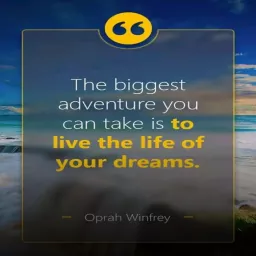 The biggest
adventure you
can take is to
live the life of
your dreams.
Oprah Winfrey